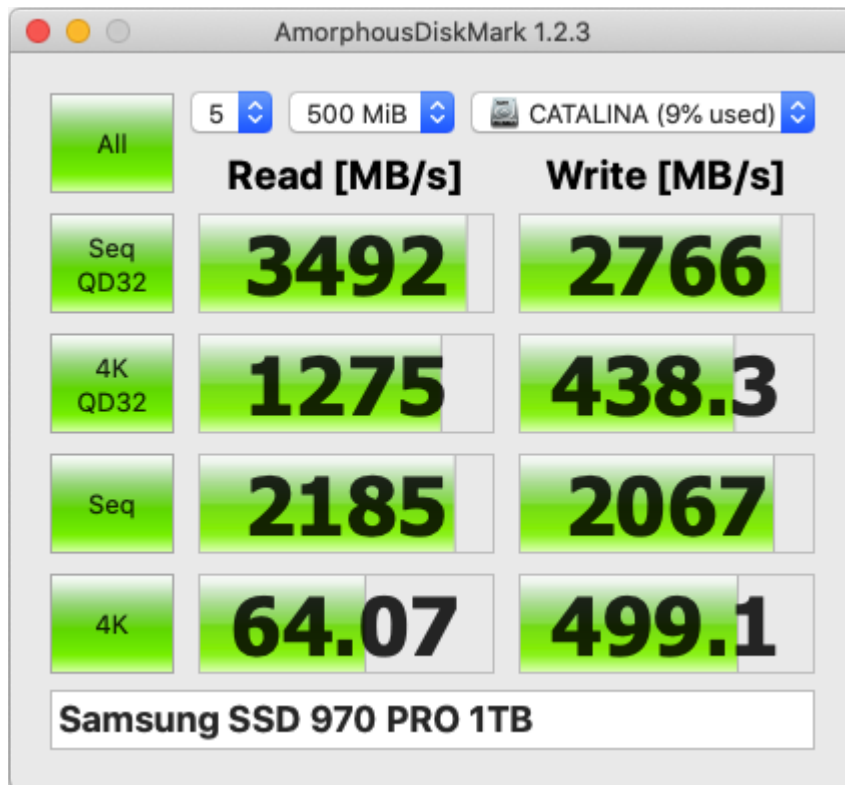 AmorphousDiskMark 1.2.3
All
5
500 MiB
CATALINA (9% used)
Read [MB/s]
Write [MB/s]
Seq
QD32
3492
2766
4K
QD32
1275
438.3
Seq
2185
2067
4K
64.07
499.1
Samsung SSD 970 PRO 1TB